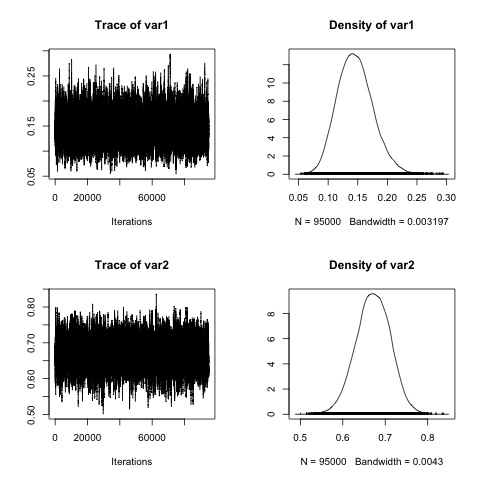 Trace of var1
0.05 0.15 0.25
0 20000 60000
Iterations
Density of var1
0 2 4 6 8 10
0.05 0.10 0.15 0.20 0.25 0.30
N = 95000 Bandwidth = 0.003197
Trace of var2
0.50 0.60 0.70 0.80
0 20000 60000
Iterations
Density of var2
0 2 4 6 8
0.5 0.6 0.7 0.8
N = 95000 Bandwidth = 0.0043